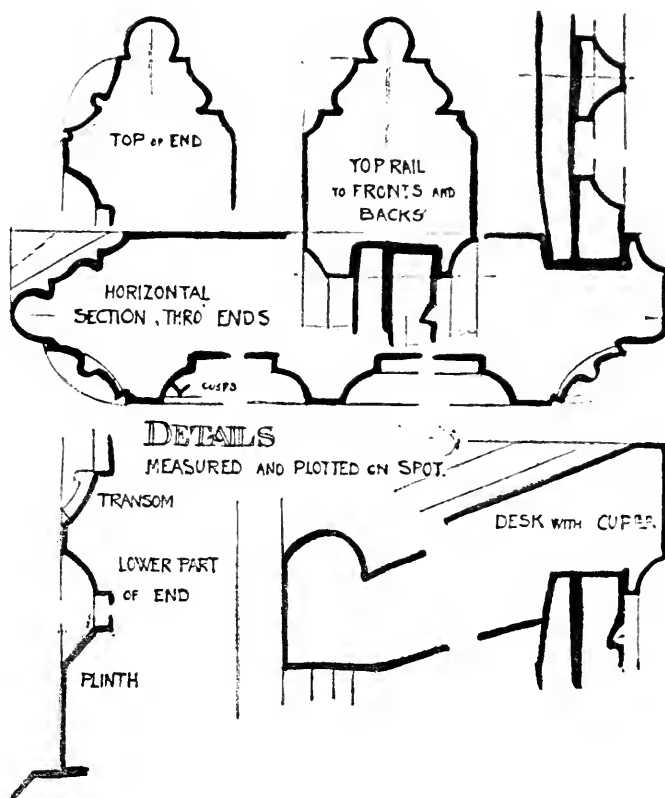 TOP OF END
TOP RAIL
TO FRONTS AND
BACKS
HORIZONTAL
SECTION, THRO' ENDS
CUSPS
DETAILS
MEASURED AND PLOTTED ON SPOT.
TRANSOM
DESK WITH
LOWER PART
OF END
PLINTH